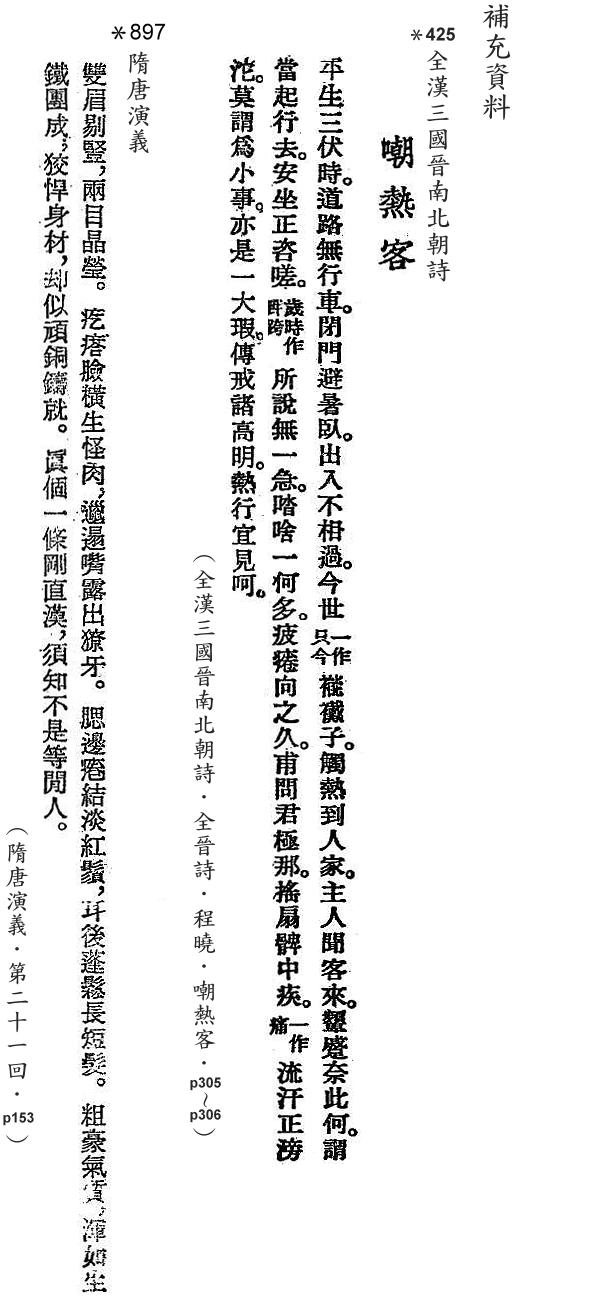 補充資料
*425 全漢三國晉南北朝詩
嘲熱客
平生三伏時。道路無行車。閉門避暑臥。出入不相過。今世一作只今褦襶子。觸熱到人家。主人聞客來。顰蹙奈此何。謂
當起行去。安坐正咨嗟。歲時作跘跨所說無一急。𠴲啥一何多。疲倦向之久。甫問君極那。搖扇髀中疾。一作痛流汗正滂
沱。莫謂爲小事。亦是一大瑕。傳戒諸高明。熱行宜見呵。
(全漢三國晉南北朝詩．全晉詩．程曉．嘲熱客．p305～p306)
*897 隋唐演義
雙眉剔豎,兩目晶瑩。疙瘩臉橫生怪肉,邋遢嘴露出獠牙。腮邊卷結淡紅鬚,耳後蓬鬆長短髮。粗豪氣質,渾如生
鐵團成;狡悍身材,却似頑銅鑄就。眞個一條剛直漢,須知不是等閒人。
(隋唐演義．第二十一回．p153)